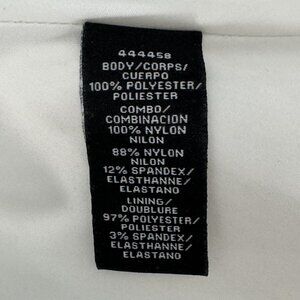 444458
BODY/CORPS/
CUERPO
100% POLYESTER/
POLIESTER
COMBO/
COMBINACION
100% NYLON
NILON
88% NYLON
NILON
12% SPANDEX/
ELASTHANNE/
ELASTANO
LINING/
DOUBLURE
97% POLYESTER/
POLIESTER
3% SPANDEX/
ELASTHANNE/
ELASTANO